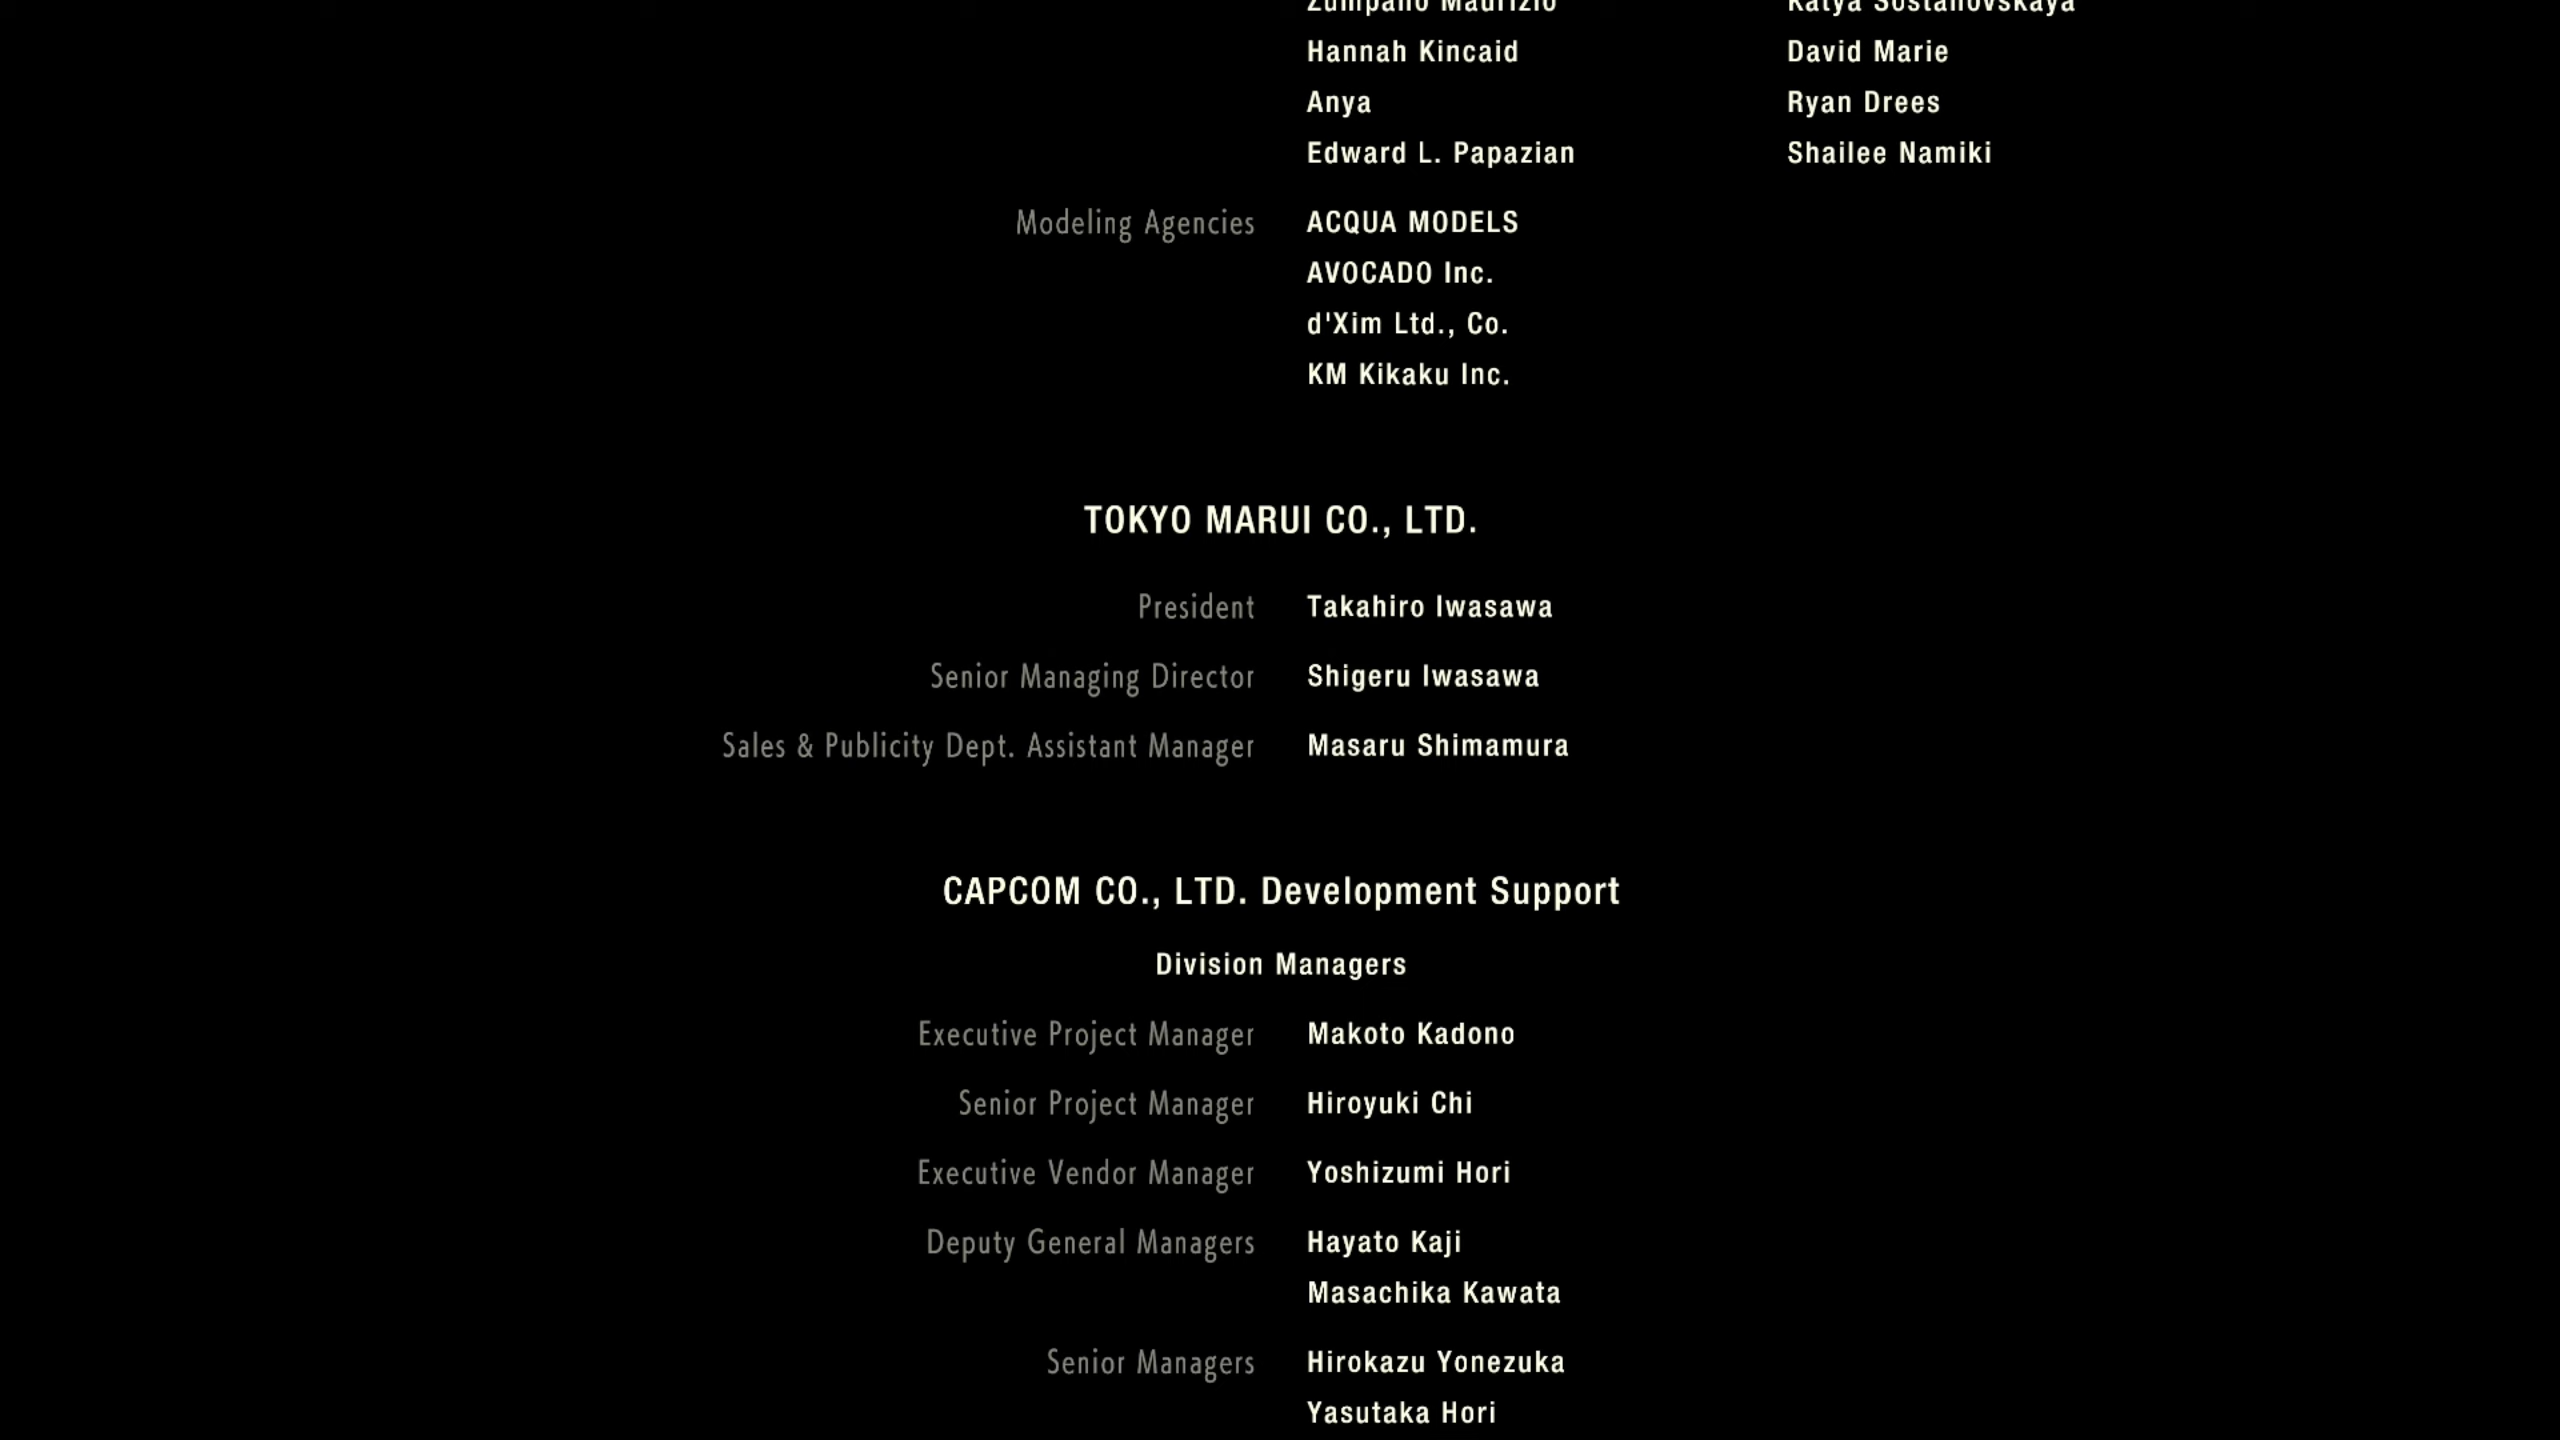 Zumpano Maurizio Katya Sostanovskaya
Hannah Kincaid David Marie
Anya Ryan Drees
Edward L. Papazian Shailee Namiki
Modeling Agencies ACQUA MODELS
AVOCADO Inc.
d'Xim Ltd., Co.
KM Kikaku Inc.
TOKYO MARUI CO., LTD.
President Takahiro Iwasawa
Senior Managing Director Shigeru Iwasawa
Sales & Publicity Dept. Assistant Manager Masaru Shimamura
CAPCOM CO., LTD. Development Support
Division Managers
Executive Project Manager Makoto Kadono
Senior Project Manager Hiroyuki Chi
Executive Vendor Manager Yoshizumi Hori
Deputy General Managers Hayato Kaji
Masachika Kawata
Senior Managers Hirokazu Yonezuka
Yasutaka Hori